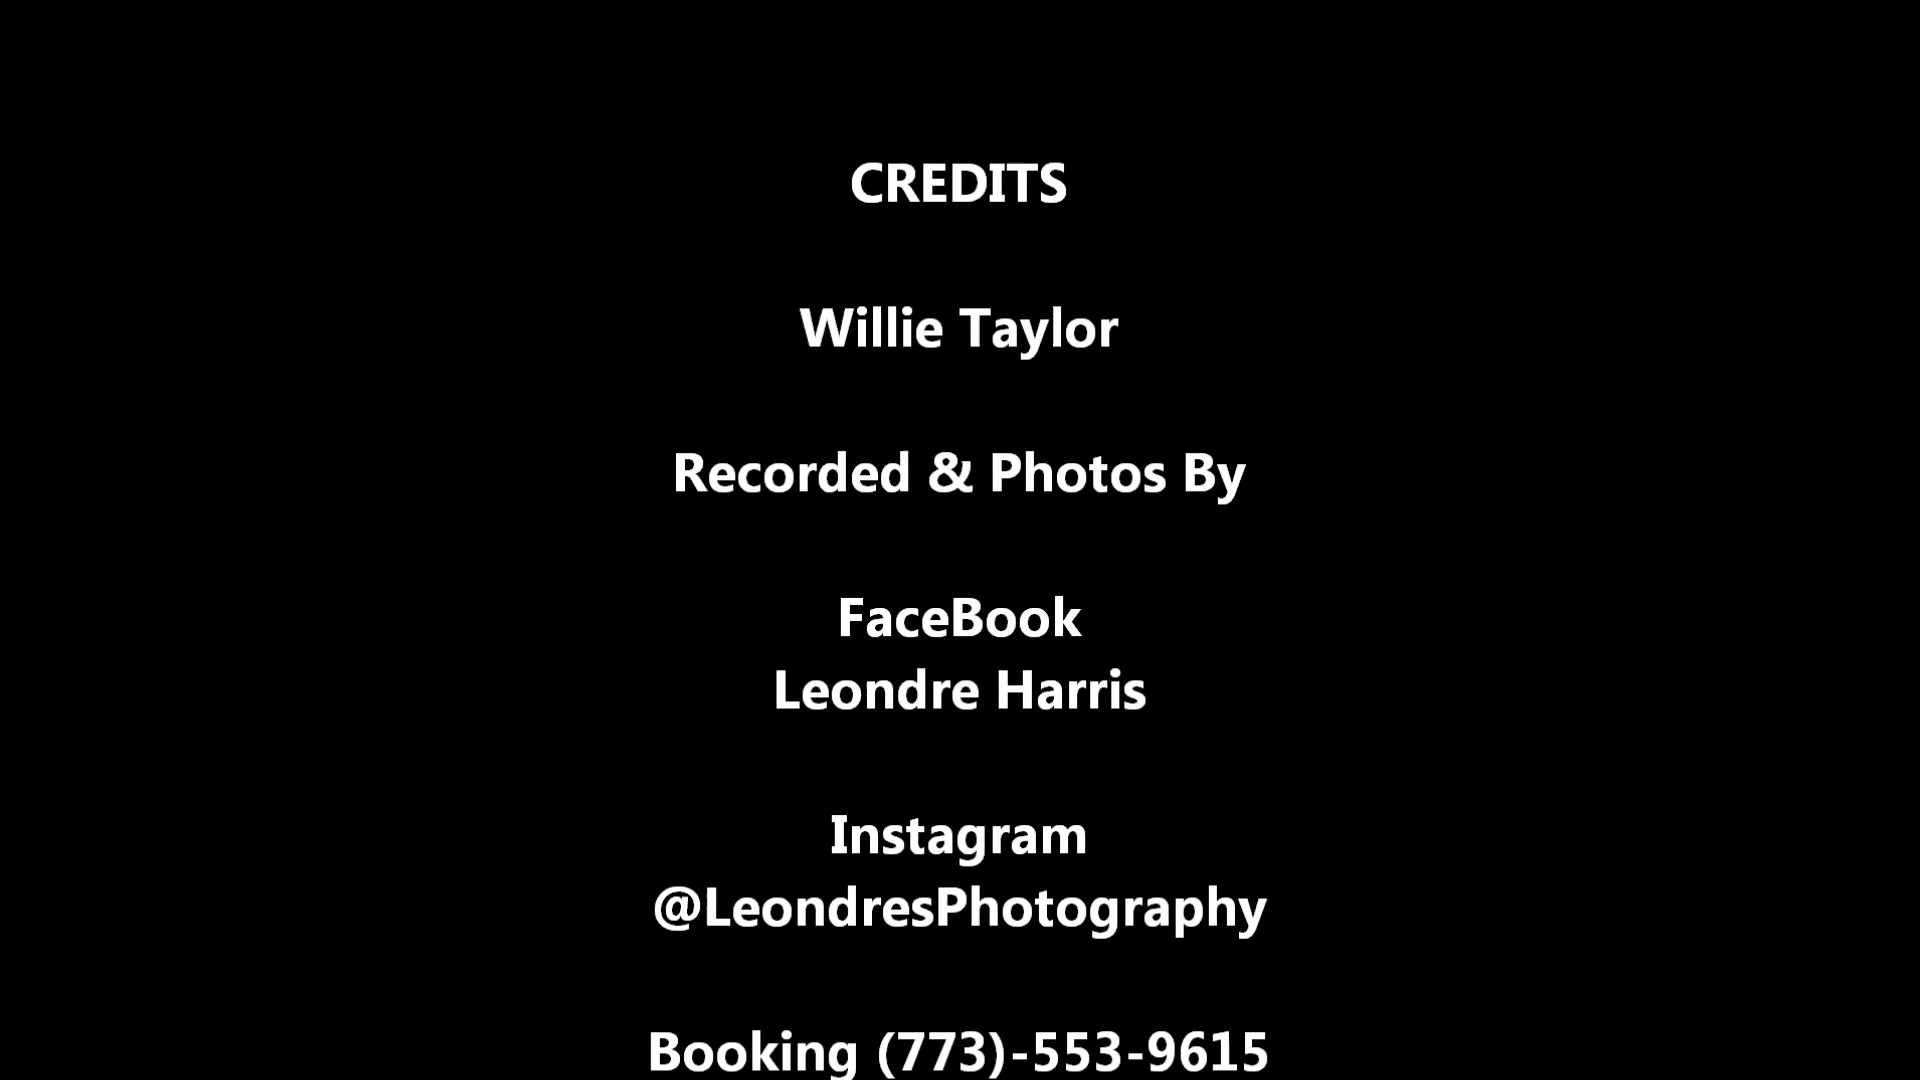 CREDITS
Willie Taylor
Recorded & Photos By
FaceBook
Leondre Harris
Instagram
@LeondresPhotography
Booking (773)-553-9615